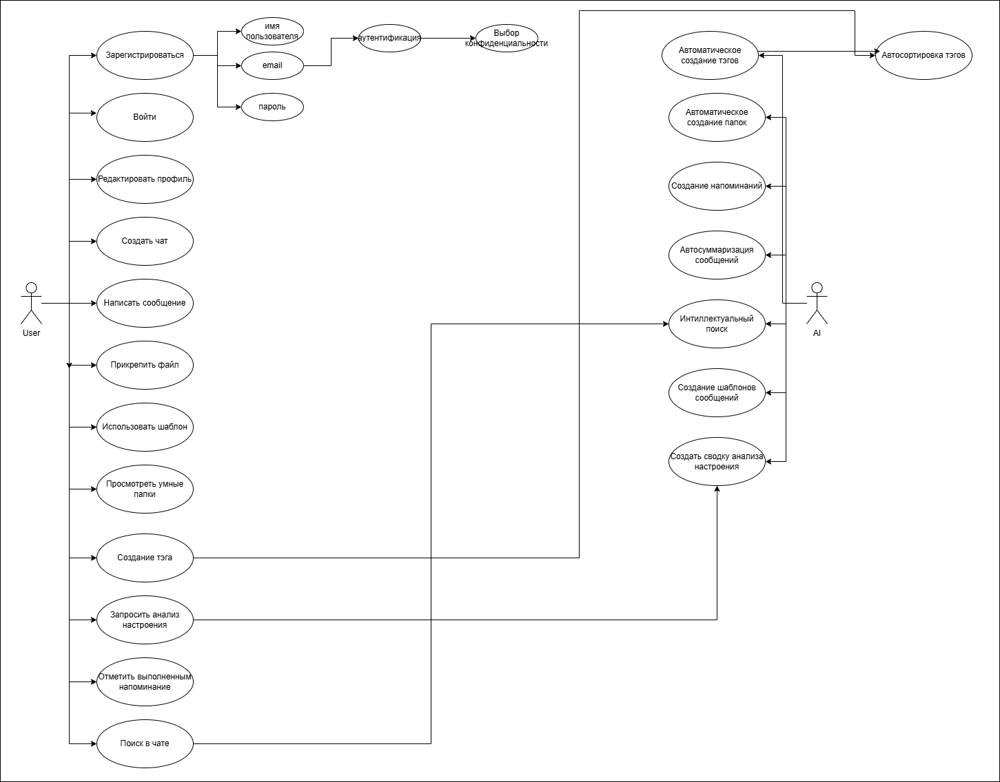 Зарегистрироваться
имя
пользователя
email
пароль
аутентификация
Выбор
конфиденциальности
Войти
Редактировать профиль
Создать чат
Написать сообщение
User
Прикрепить файл
Использовать шаблон
Просмотреть умные
папки
Создание тэга
Запросить анализ
настроения
Отметить выполненным
напоминание
Поиск в чате
Автоматическое
создание тэгов
Автосортировка тэгов
Автоматическое
создание папок
Создание напоминаний
Автосуммаризация
сообщений
Интиллектуальный
поиск
AI
Создание шаблонов
сообщений
Создать сводку анализа
настроения